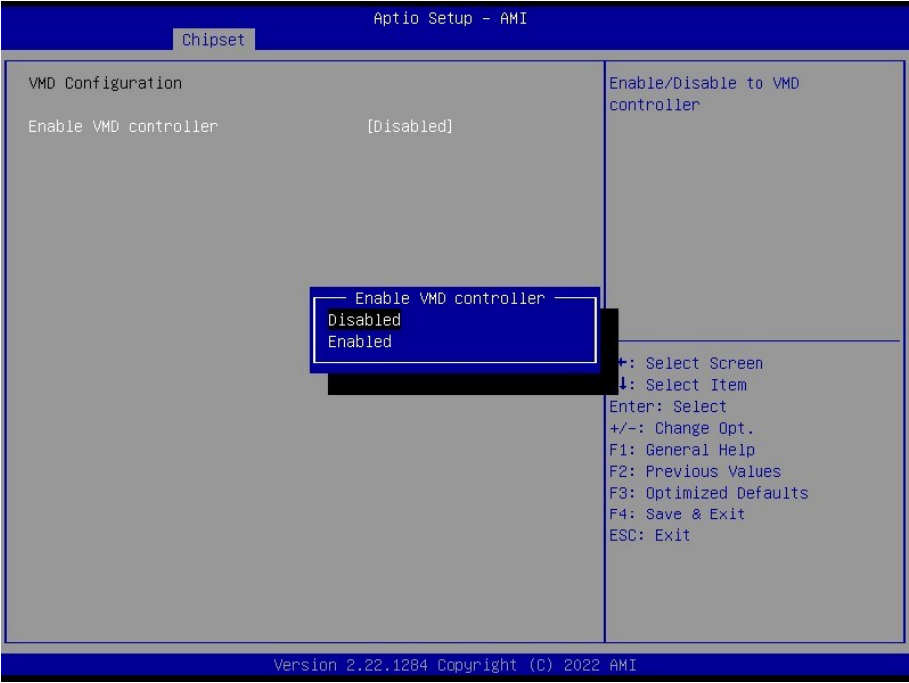 Aptio Setup – AMI
Chipset
VMD Configuration
Enable VMD controller [Disabled]
Enable/Disable to VMD
controller
Enable VMD controller
Disabled
Enabled
←: Select Screen
↓: Select Item
Enter: Select
+/-: Change Opt.
F1: General Help
F2: Previous Values
F3: Optimized Defaults
F4: Save & Exit
ESC: Exit
Version 2.22.1284 Copyright (C) 2022 AMI